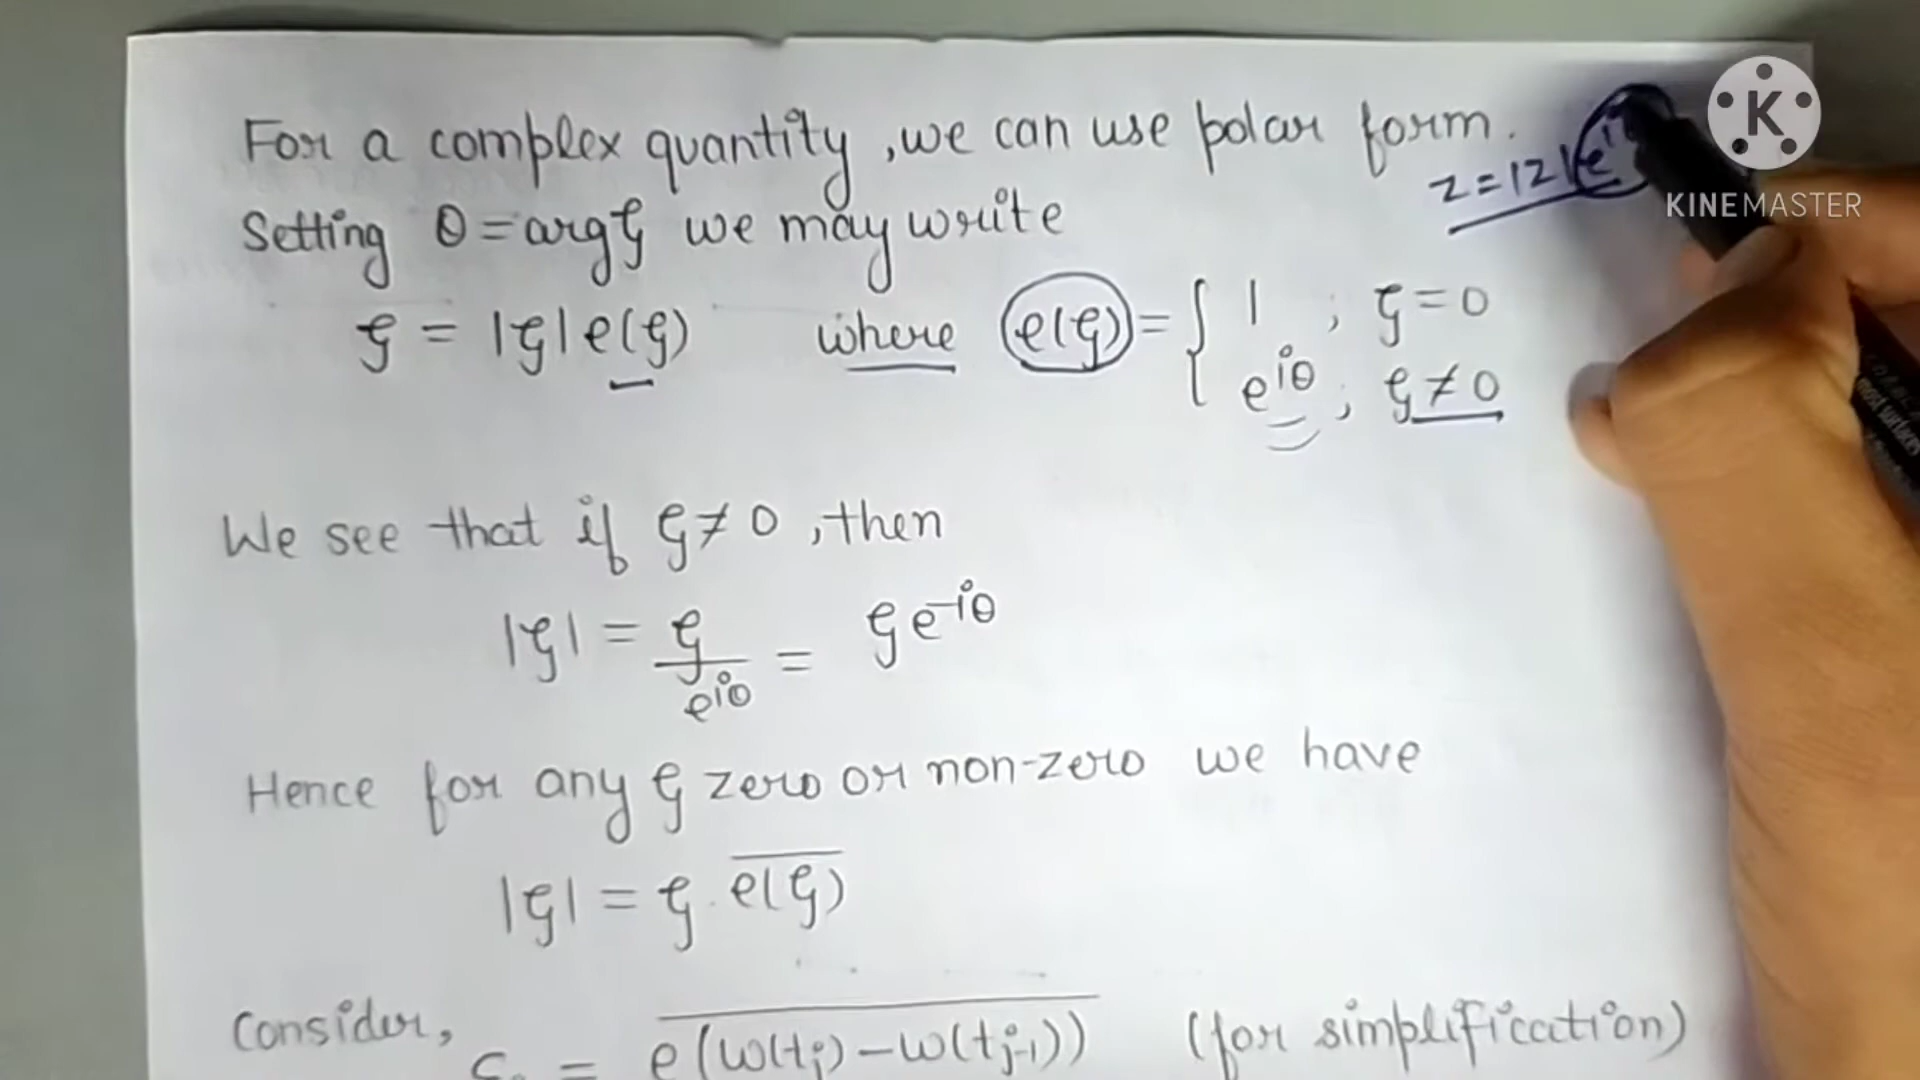 For a complex quantity, we can use polar form.
z = |z| e^i
Setting θ = arg ζ we may write
ζ = |ζ| e(ζ) where e(ζ) = { 1 ; ζ = 0
e^iθ ; ζ ≠ 0
We see that if ζ ≠ 0, then
|ζ| = ζ / e^iθ = ζ e^-iθ
Hence for any ζ zero or non-zero we have
|ζ| = ζ . \overline{e(ζ)}
Consider,
= \overline{e(w(t_j) - w(t_{j-1}))} (for simplification)
K
KINEMASTER